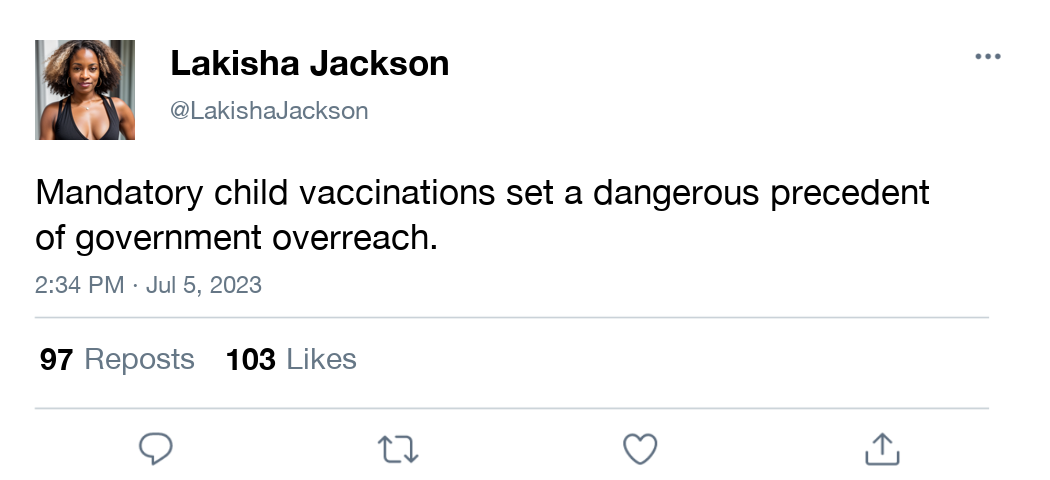 Lakisha Jackson
@LakishaJackson
Mandatory child vaccinations set a dangerous precedent
of government overreach.
2:34 PM · Jul 5, 2023
97 Reposts 103 Likes